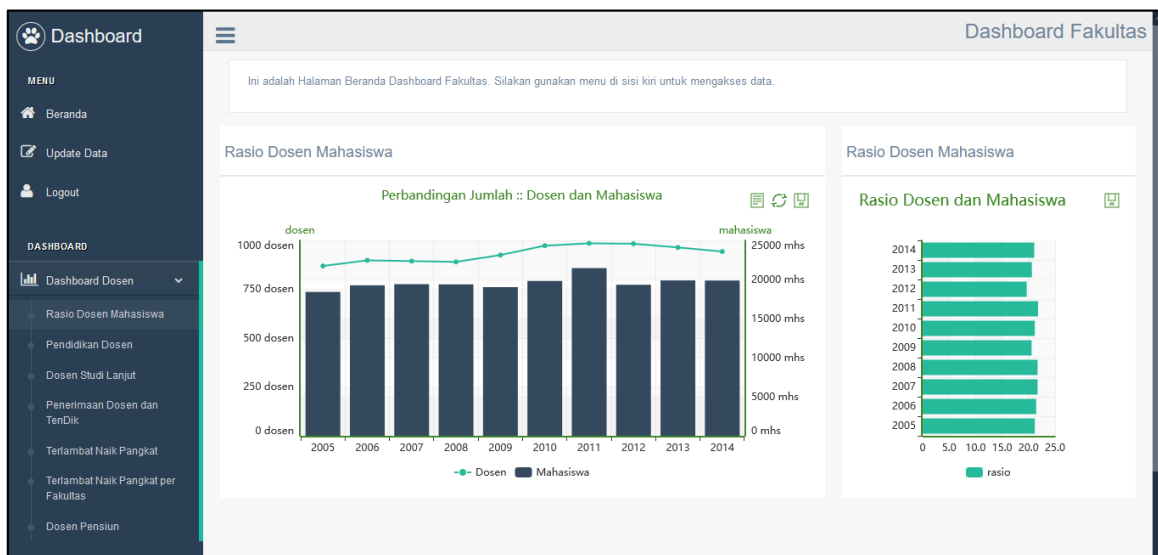 Dashboard
MENU
Beranda
Update Data
Logout
DASHBOARD
Dashboard Dosen
Rasio Dosen Mahasiswa
Pendidikan Dosen
Dosen Studi Lanjut
Penerimaan Dosen dan
TenDik
Terlambat Naik Pangkat
Terlambat Naik Pangkat per
Fakultas
Dosen Pensiun
Dashboard Fakultas
Ini adalah Halaman Beranda Dashboard Fakultas. Silakan gunakan menu di sisi kiri untuk mengakses data.
Rasio Dosen Mahasiswa
Perbandingan Jumlah :: Dosen dan Mahasiswa
dosen
mahasiswa
1000 dosen
750 dosen
500 dosen
250 dosen
0 dosen
25000 mhs
20000 mhs
15000 mhs
10000 mhs
5000 mhs
0 mhs
2005 2006 2007 2008 2009 2010 2011 2012 2013 2014
Dosen Mahasiswa
Rasio Dosen Mahasiswa
Rasio Dosen dan Mahasiswa
2014
2013
2012
2011
2010
2009
2008
2007
2006
2005
0 5.0 10.0 15.0 20.0 25.0
rasio